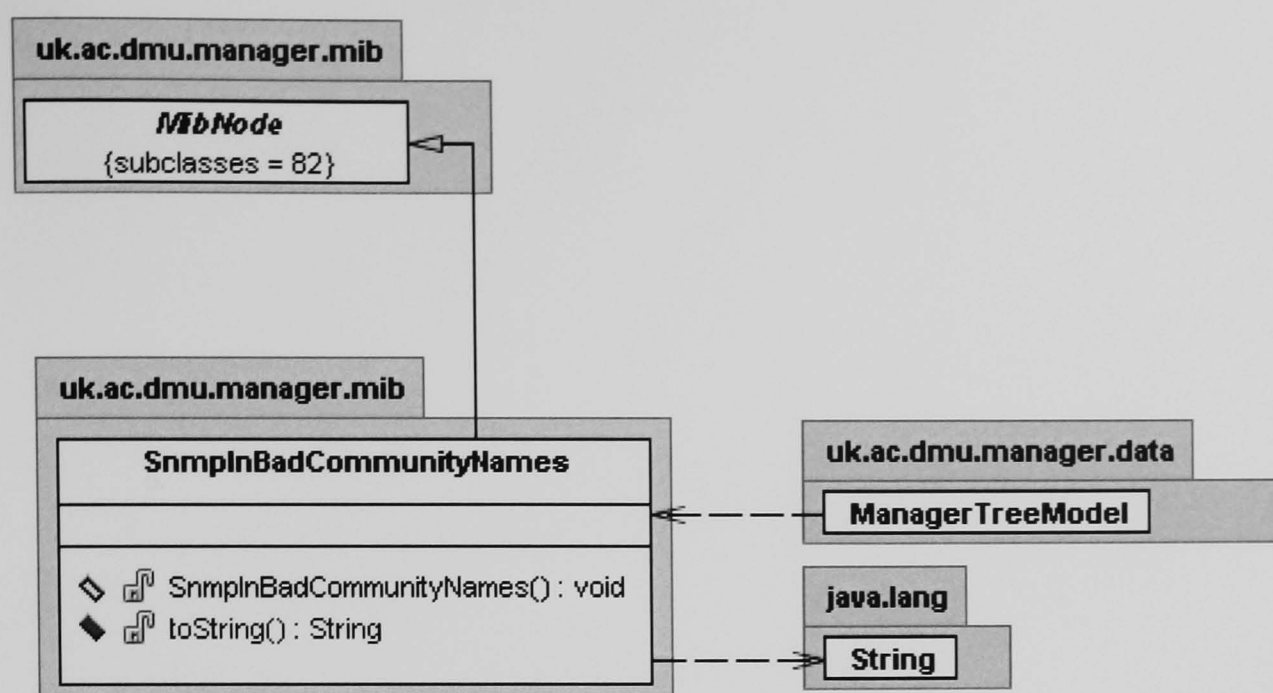 uk.ac.dmu.manager.mib
MibNode
{subclasses = 82}
uk.ac.dmu.manager.mib
SnmpInBadCommunityNames
SnmpInBadCommunityNames() : void
toString() : String
uk.ac.dmu.manager.data
ManagerTreeModel
java.lang
String